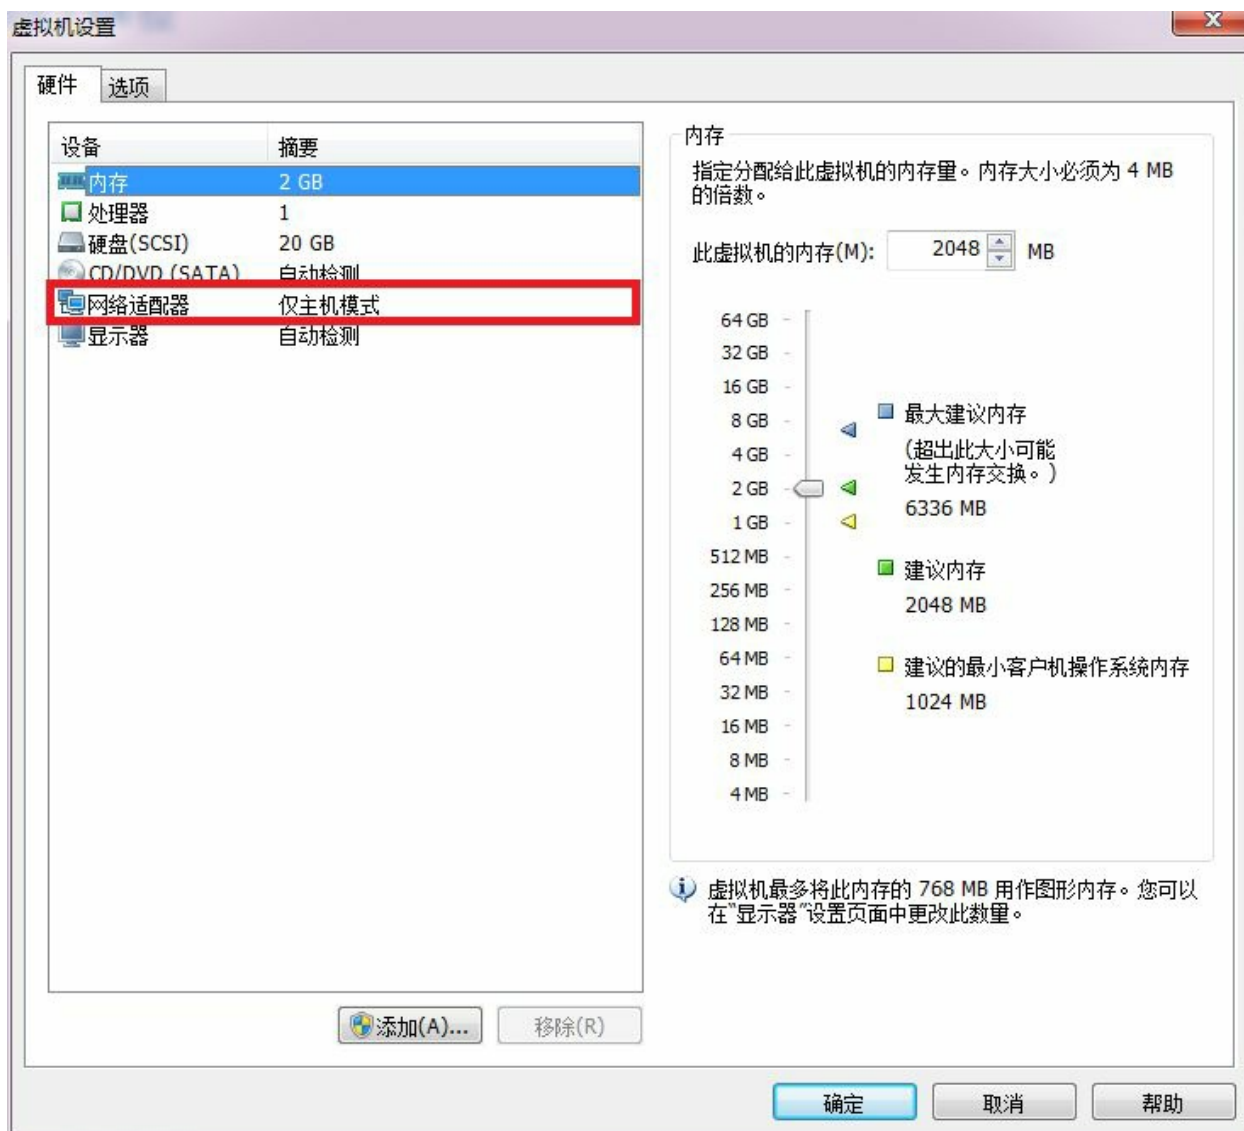 虚拟机设置
硬件 选项
设备 摘要
内存 2 GB
处理器 1
硬盘(SCSI) 20 GB
CD/DVD (SATA) 自动检测
网络适配器 仅主机模式
显示器 自动检测
添加(A)... 移除(R)
内存
指定分配给此虚拟机的内存量。内存大小必须为 4 MB
的倍数。
此虚拟机的内存(M): 2048 MB
64 GB
32 GB
16 GB
8 GB
4 GB
2 GB
1 GB
512 MB
256 MB
128 MB
64 MB
32 MB
16 MB
8 MB
4 MB
最大建议内存
(超出此大小可能
发生内存交换。)
6336 MB
建议内存
2048 MB
建议的最小客户机操作系统内存
1024 MB
虚拟机最多将此内存的 768 MB 用作图形内存。您可以
在"显示器"设置页面中更改此数量。
确定 取消 帮助